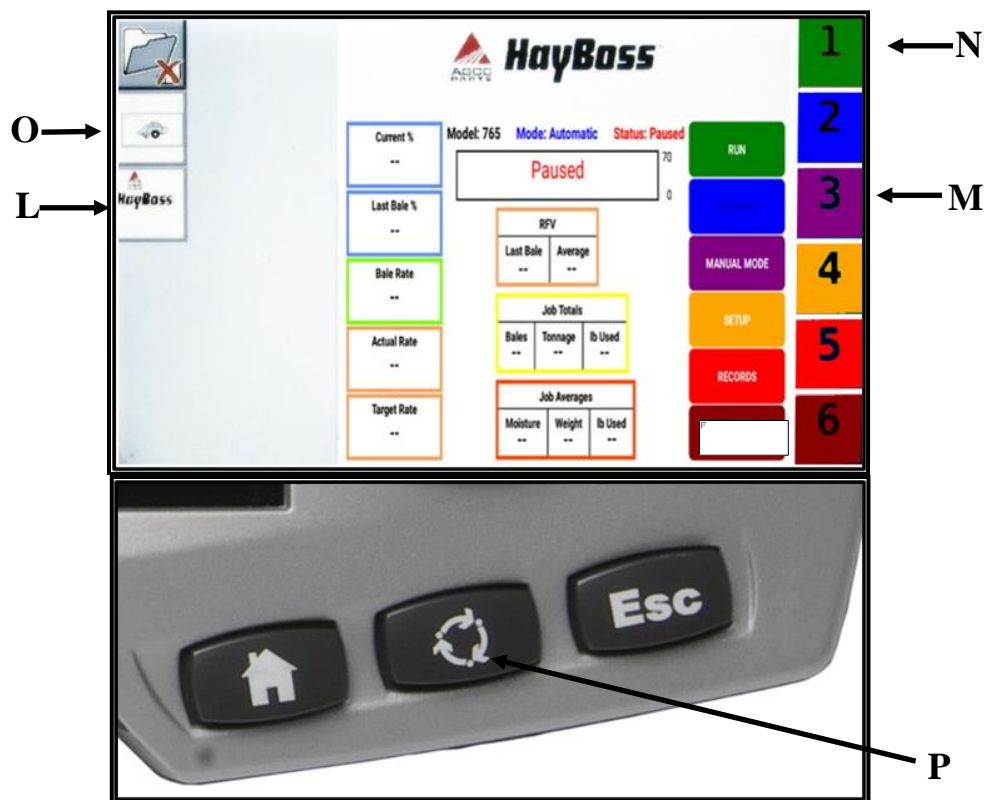 AGCO
PARTS
HayBoss
1
N
2
O
Current %
--
Model: 765 Mode: Automatic Status: Paused
RUN
Paused
70
0
L
HayBoss
Last Bale %
--
3
M
RFV
Last Bale Average
-- --
MANUAL MODE
Bale Rate
--
4
Job Totals
Bales Tonnage lb Used
-- -- --
SETUP
Actual Rate
--
5
RECORDS
Job Averages
Moisture Weight lb Used
-- -- --
Target Rate
--
6
Esc
P